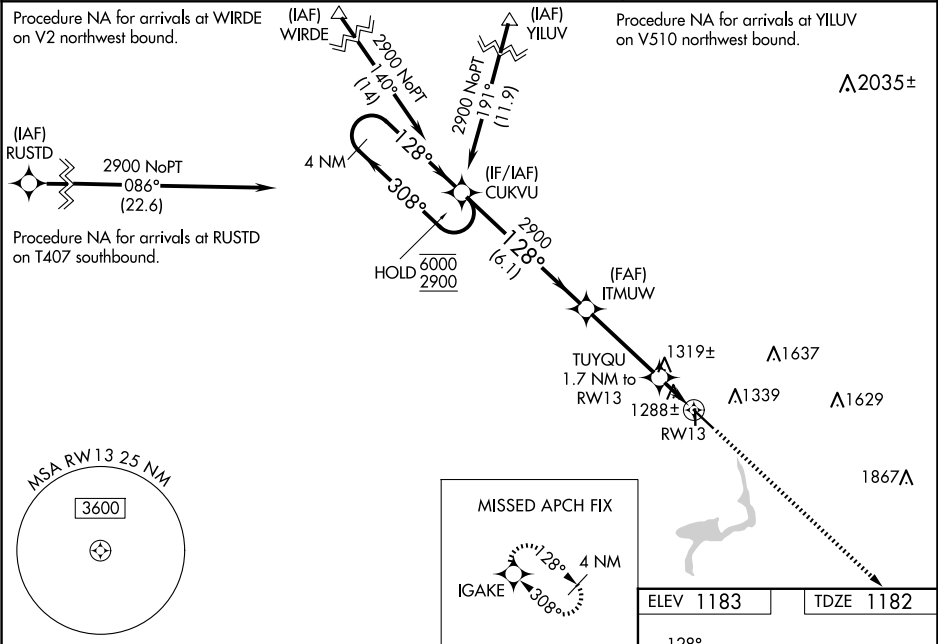 Procedure NA for arrivals at WIRDE
on V2 northwest bound.
(IAF)
WIRDE
2900 NoPT
140°
(14)
(IAF)
YILUV
2900 NoPT
191°
(11.9)
Procedure NA for arrivals at YILUV
on V510 northwest bound.
2035±
(IAF)
RUSTD
2900 NoPT
086°
(22.6)
Procedure NA for arrivals at RUSTD
on T407 southbound.
4 NM
128°
308°
(IF/IAF)
CUKVU
HOLD 6000
2900
2900
128°
(6.1)
(FAF)
ITMUW
TUYQU
1.7 NM to
RW13
1319±
1637
1288±
1339
1629
RW13
1867
MSA RW13 25 NM
3600
MISSED APCH FIX
128°
4 NM
IGAKE
308°
ELEV 1183
TDZE 1182
128°